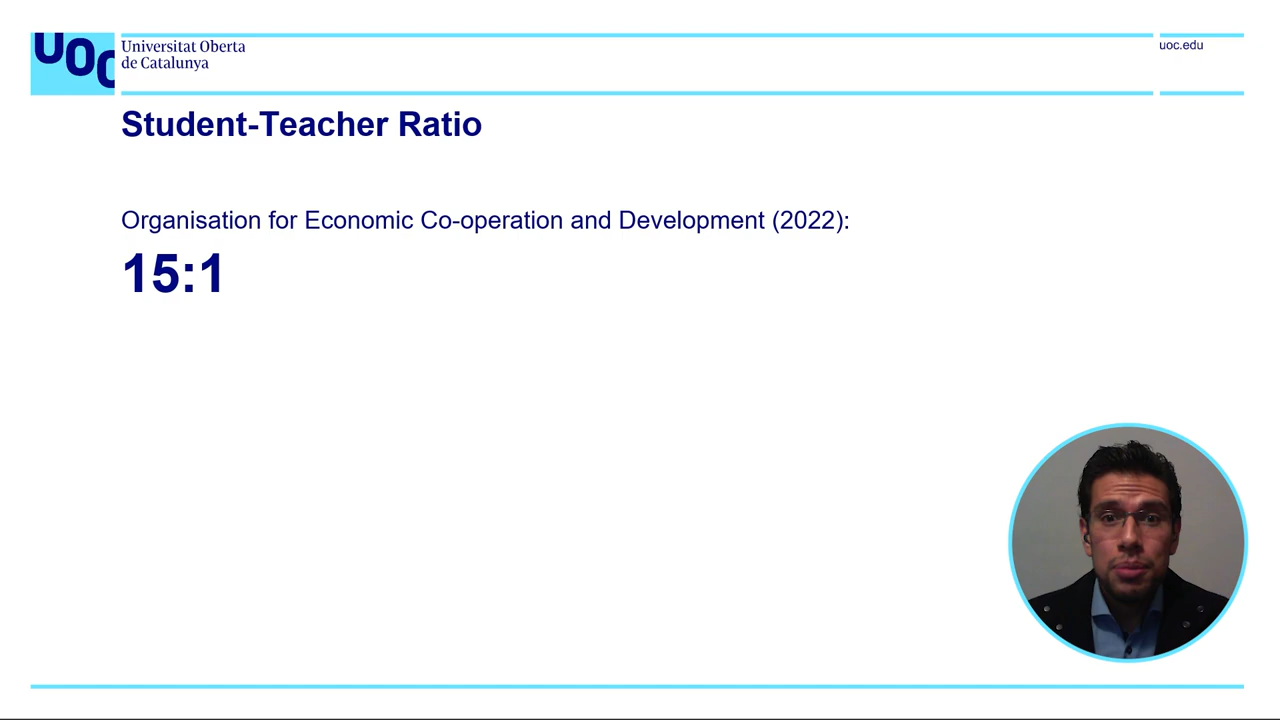 UOC
Universitat Oberta
de Catalunya
uoc.edu
Student-Teacher Ratio
Organisation for Economic Co-operation and Development (2022):
15:1